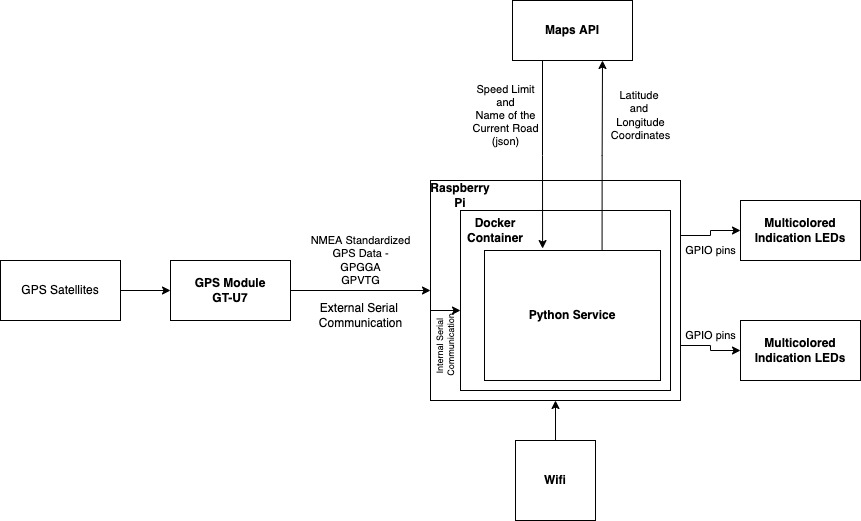 Maps API
Speed Limit
and
Name of the
Current Road
(json)
Latitude
and
Longitude
Coordinates
Raspberry
Pi
Docker
Container
Python Service
Multicolored
Indication LEDs
GPIO pins
NMEA Standardized
GPS Data -
GPGGA
GPVTG
GPS Satellites
GPS Module
GT-U7
External Serial
Communication
Internal Serial
Communication
GPIO pins
Multicolored
Indication LEDs
Wifi